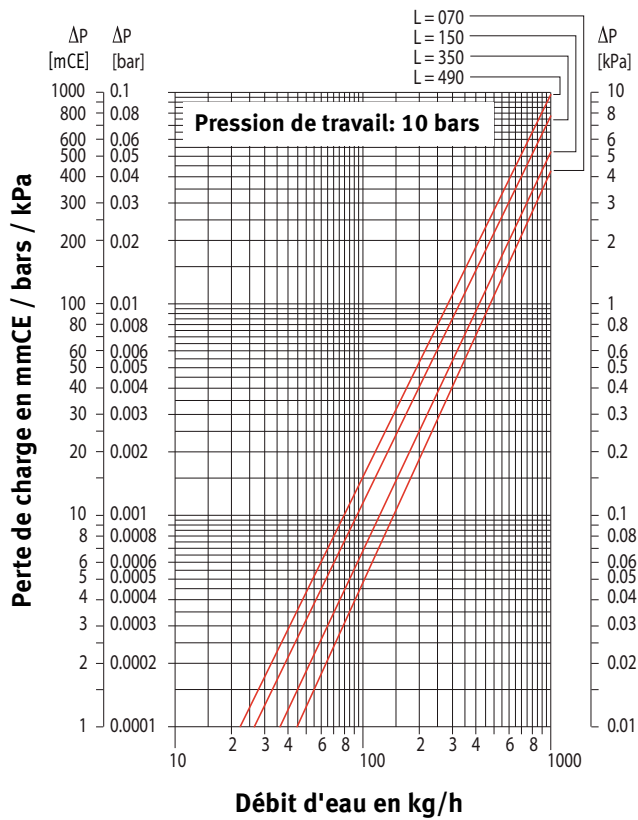 L = 070
L = 150
L = 350
L = 490
ΔP ΔP ΔP
[mCE] [bar] [kPa]
1000 0.1 10
800 0.08 8
600 0.06 6
500 0.05 5
400 0.04 4
300 0.03 3
200 0.02 2
100 0.01 1
80 0.008 0.8
60 0.006 0.6
50 0.005 0.5
40 0.004 0.4
30 0.003 0.3
20 0.002 0.2
10 0.001 0.1
8 0.0008 0.08
6 0.0006 0.06
5 0.0005 0.05
4 0.0004 0.04
3 0.0003 0.03
2 0.0002 0.02
1 0.0001 0.01
Pression de travail: 10 bars
Perte de charge en mmCE / bars / kPa
2 3 4 6 8 2 3 4 6 8
10 100 1000
Débit d'eau en kg/h